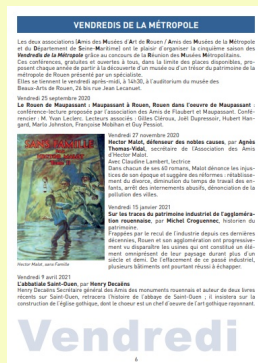 VENDREDIS DE LA MÉTROPOLE
Les deux associations (Amis des Musées d'Art de Rouen / Amis des Musées de la Métropole
et du Département de Seine-Maritime) ont le plaisir d'organiser la cinquième saison des
Vendredis de la Métropole grâce au concours de la Réunion des Musées Métropolitains.
Ces conférences, gratuites et ouvertes à tous, dans la limite des places disponibles, pro-
posent chaque année de partir à la découverte d'un musée ou d'un trésor du patrimoine de la
métropole de Rouen présenté par un spécialiste.
Elles se tiennent le vendredi après-midi, à 14h30, à l'auditorium du musée des
Beaux-Arts de Rouen, 26 bis rue Jean Lecanuet.
Vendredi 25 septembre 2020
Le Rouen de Maupassant : Maupassant à Rouen, Rouen dans l'oeuvre de Maupassant :
conférence-lecture proposée par l'association des Amis de Flaubert et Maupassant. Confé-
rencier : M. Yvan Leclerc. Lecteurs associés : Gilles Cléroux, Joël Dupressoir, Hubert Han-
gard, Marlo Johnston, Françoise Mobihan et Guy Pessiot.
Vendredi 27 novembre 2020
Hector Malot, défenseur des nobles causes, par Agnès
Thomas-Vidal, secrétaire de l'Association des Amis
d'Hector Malot.
Avec Claudine Lambert, lectrice
Dans chacun de ses 60 romans, Malot dénonce les injus-
tices de son époque et suggère des réformes : rétablisse-
ment du divorce, diminution du temps de travail des en-
fants, arrêt des internements abusifs, dénonciation de la
pollution des villes.
Vendredi 15 janvier 2021
Sur les traces du patrimoine industriel de l'aggloméra-
tion rouennaise, par Michel Croguennec, historien du
patrimoine.
Frappées par le recul de l'industrie depuis ces dernières
décennies, Rouen et son agglomération ont progressive-
ment vu disparaître les usines qui ont constitué un élé-
ment omniprésent de leur paysage durant plus d'un
siècle et demi. De l'effacement de ce passé industriel,
plusieurs bâtiments ont pourtant réussi à échapper.
Hector Malot, sans Famille
Vendredi 9 avril 2021
L'abbatiale Saint-Ouen, par Henry Decaëns
Henry Decaëns Secrétaire général des Amis des monuments rouennais et auteur de deux livres
récents sur Saint-Ouen, retracera l'histoire de l'abbaye de Saint-Ouen ; il insistera sur la
construction de l'église gothique, dont le choeur est un chef d'œuvre de l'art gothique rayonnant.
Vendredi
6